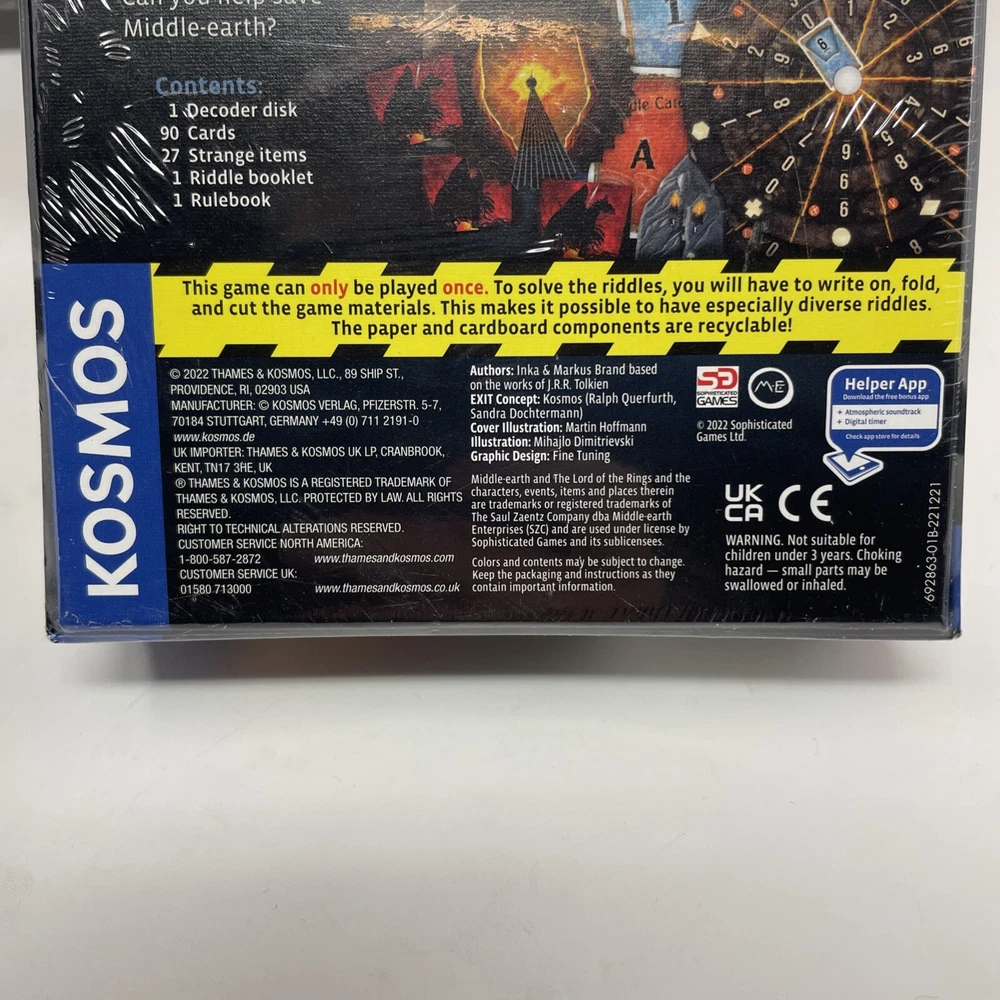 Can you help save
Middle-earth?
Contents:
1 Decoder disk
90 Cards
27 Strange items
1 Riddle booklet
1 Rulebook
A
This game can only be played once. To solve the riddles, you will have to write on, fold,
and cut the game materials. This makes it possible to have especially diverse riddles.
The paper and cardboard components are recyclable!
KOSMOS
© 2022 THAMES & KOSMOS, LLC., 89 SHIP ST.,
PROVIDENCE, RI, 02903 USA
MANUFACTURER: © KOSMOS VERLAG, PFIZERSTR. 5-7,
70184 STUTTGART, GERMANY +49 (0) 711 2191-0
www.kosmos.de
UK IMPORTER: THAMES & KOSMOS UK LP, CRANBROOK,
KENT, TN17 3HE, UK
® THAMES & KOSMOS IS A REGISTERED TRADEMARK OF
THAMES & KOSMOS, LLC. PROTECTED BY LAW. ALL RIGHTS
RESERVED.
RIGHT TO TECHNICAL ALTERATIONS RESERVED.
CUSTOMER SERVICE NORTH AMERICA:
1-800-587-2872 www.thamesandkosmos.com
CUSTOMER SERVICE UK:
01580 713000 www.thamesandkosmos.co.uk
Authors: Inka & Markus Brand based
on the works of J.R.R. Tolkien
EXIT Concept: Kosmos (Ralph Querfurth,
Sandra Dochtermann)
Cover Illustration: Martin Hoffmann
Illustration: Mihajlo Dimitrievski
Graphic Design: Fine Tuning
Middle-earth and The Lord of the Rings and the
characters, events, items and places therein
are trademarks or registered trademarks of
The Saul Zaentz Company dba Middle-earth
Enterprises (SZC) and are used under license by
Sophisticated Games and its sublicensees.
Colors and contents may be subject to change.
Keep the packaging and instructions as they
contain important information.
SG
SOPHISTICATED
GAMES
M-E
© 2022 Sophisticated
Games Ltd.
Helper App
Download the free bonus app
+ Atmospheric soundtrack
+ Digital timer
Check app store for details
UK
CA
CE
WARNING. Not suitable for
children under 3 years. Choking
hazard — small parts may be
swallowed or inhaled.
692863-01B-221221